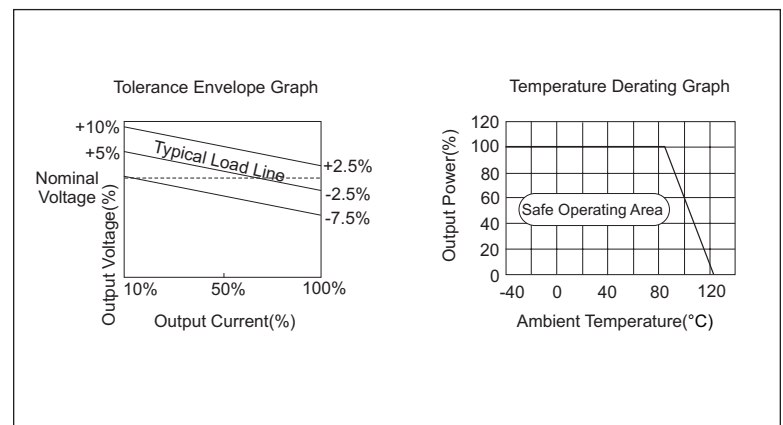 Tolerance Envelope Graph
+10%
+5%
Nominal
Voltage
Typical Load Line
+2.5%
-2.5%
-7.5%
Output Voltage(%)
10%
50%
100%
Output Current(%)
Temperature Derating Graph
Output Power(%)
120
100
80
60
40
20
0
Safe Operating Area
-40
0
40
80
120
Ambient Temperature(°C)